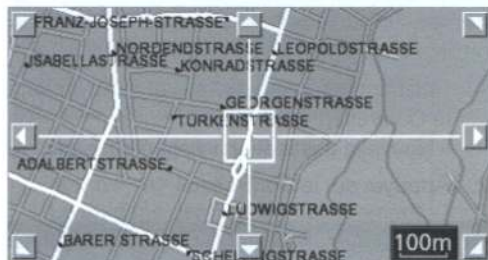 FRANZ-JOSEPH-STRASSE
NORDENDSTRASSE LEOPOLDSTRASSE
ISABELLASTRASSE KONRADSTRASSE
GEORGENSTRASSE
TÜRKENSTRASSE
ADALBERTSTRASSE
LUDWIGSTRASSE
BARER STRASSE
100m